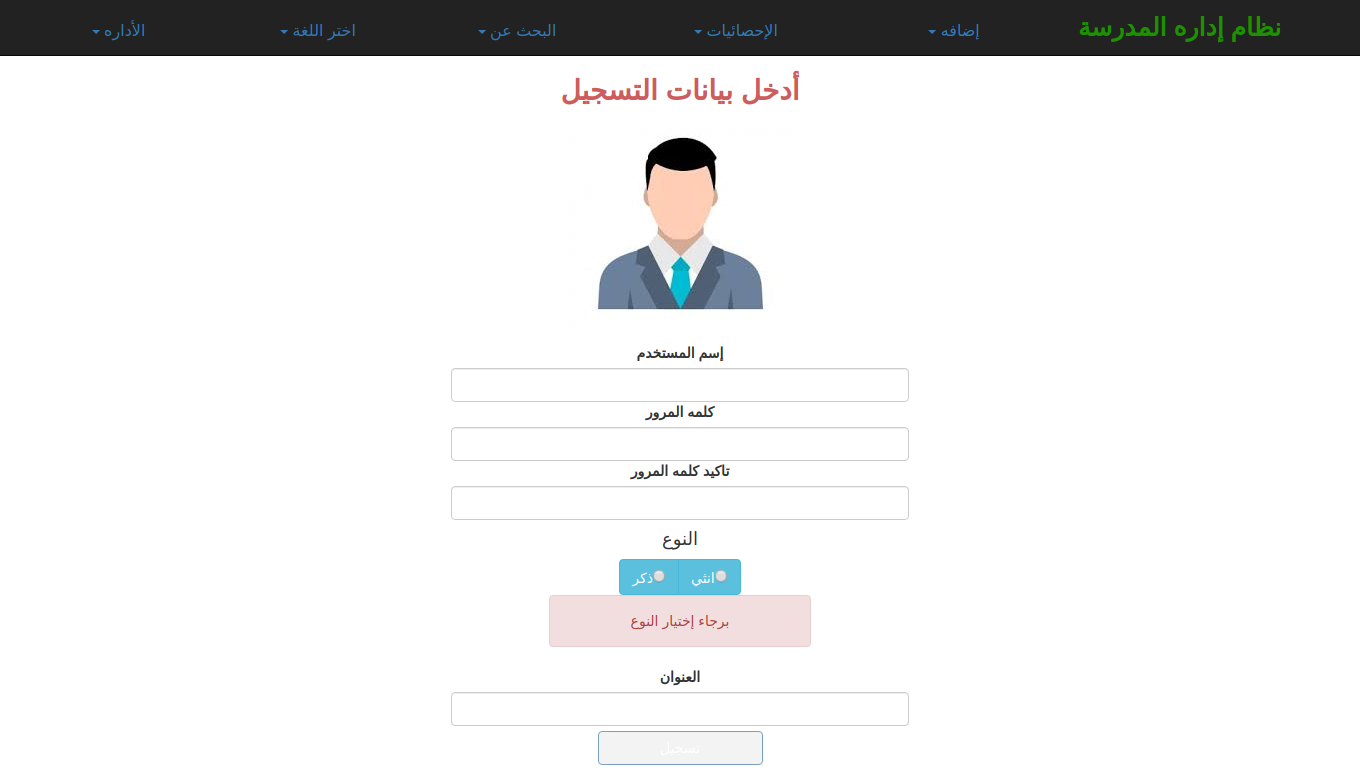 نظام إداره المدرسة
إضافه
الإحصائيات
البحث عن
اختر اللغة
الأداره
أدخل بيانات التسجيل
إسم المستخدم
كلمه المرور
تاكيد كلمه المرور
النوع
انثي ذكر
برجاء إختيار النوع
العنوان
تسجيل